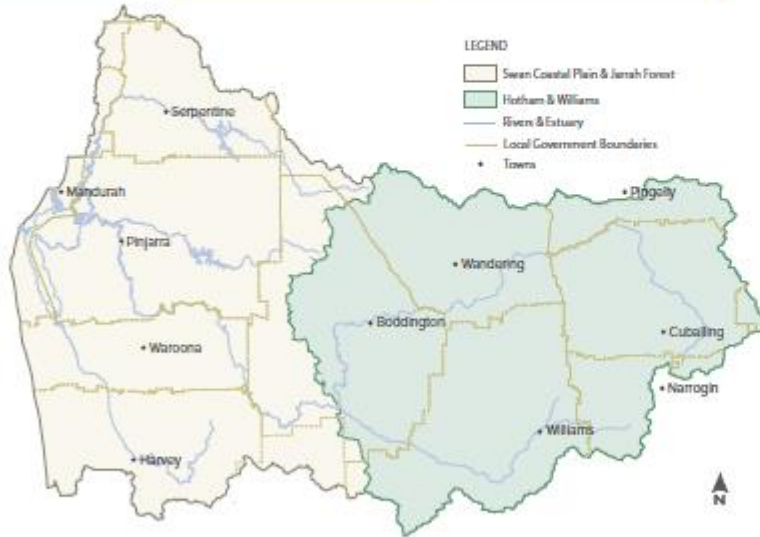 LEGEND
Swan Coastal Plain & Jarrah Forest
Hotham & Williams
Rivers & Estuary
Local Government Boundaries
Towns
Serpentine
Mandurah
Pingelly
Pinjarra
Wandering
Boddington
Cuballing
Waroona
Narrogin
Williams
Harvey
N